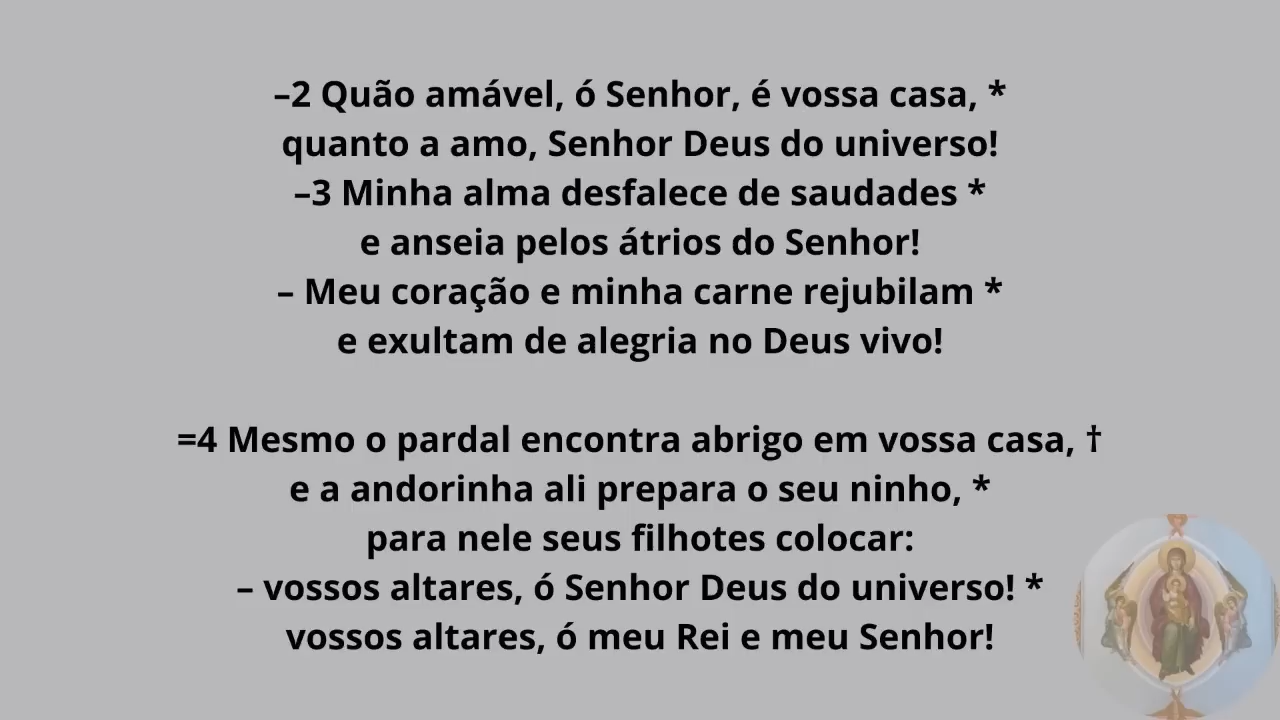 –2 Quão amável, ó Senhor, é vossa casa, *
quanto a amo, Senhor Deus do universo!
–3 Minha alma desfalece de saudades *
e anseia pelos átrios do Senhor!
– Meu coração e minha carne rejubilam *
e exultam de alegria no Deus vivo!
=4 Mesmo o pardal encontra abrigo em vossa casa, †
e a andorinha ali prepara o seu ninho, *
para nele seus filhotes colocar:
– vossos altares, ó Senhor Deus do universo! *
vossos altares, ó meu Rei e meu Senhor!